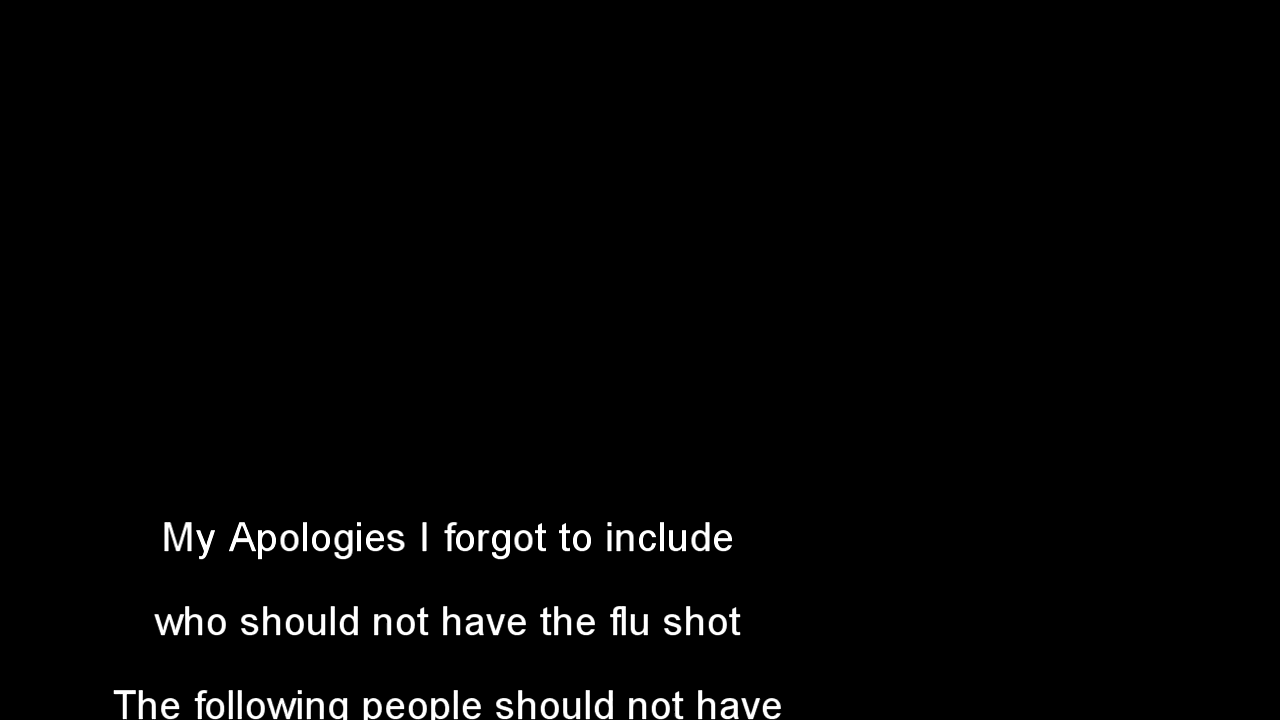 My Apologies I forgot to include
who should not have the flu shot
The following people should not have